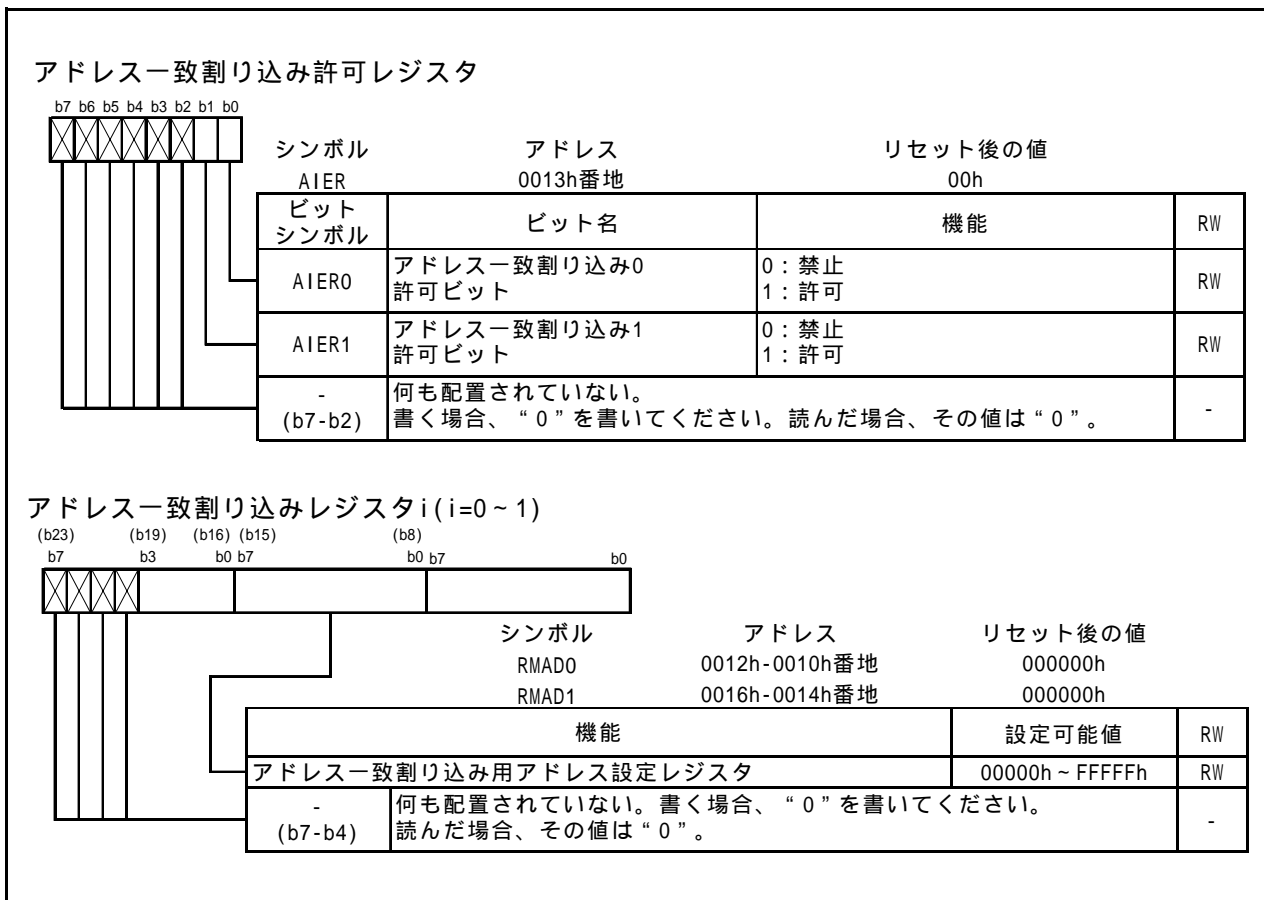 アドレス一致割り込み許可レジスタ
b7 b6 b5 b4 b3 b2 b1 b0
シンボル アドレス リセット後の値
AIER 0013h番地 00h
ビット
シンボル
ビット名 機能 RW
AIER0
アドレス一致割り込み0
許可ビット
0：禁止
1：許可
RW
AIER1
アドレス一致割り込み1
許可ビット
0：禁止
1：許可
RW
-
(b7-b2)
何も配置されていない。
書く場合、“0”を書いてください。読んだ場合、その値は“0”。
-
アドレス一致割り込みレジスタi(i=0~1)
(b23) (b19) (b16) (b15) (b8)
b7 b3 b0 b7 b0 b7 b0
シンボル アドレス リセット後の値
RMAD0 0012h-0010h番地 000000h
RMAD1 0016h-0014h番地 000000h
機能 設定可能値 RW
アドレス一致割り込み用アドレス設定レジスタ 00000h~FFFFFh RW
-
(b7-b4)
何も配置されていない。書く場合、“0”を書いてください。
読んだ場合、その値は“0”。
-